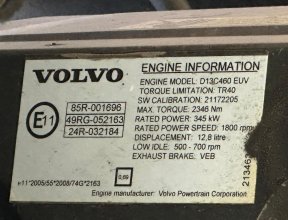 VOLVO
ENGINE INFORMATION
ENGINE MODEL: D13C460 EUV
TORQUE LIMITATION: TR40
SW CALIBRATION: 21172205
MAX. TORQUE: 2346 Nm
RATED POWER: 345 kW
RATED POWER SPEED: 1800 rpm
DISPLACEMENT: 12,8 litre
LOW IDLE: 500 - 700 rpm
EXHAUST BRAKE: VEB
E11
85R-001696
49RG-052163
24R-032184
e11*2005/55*2008/74G*2163
0,69
Engine manufacturer: Volvo Powertrain Corporation